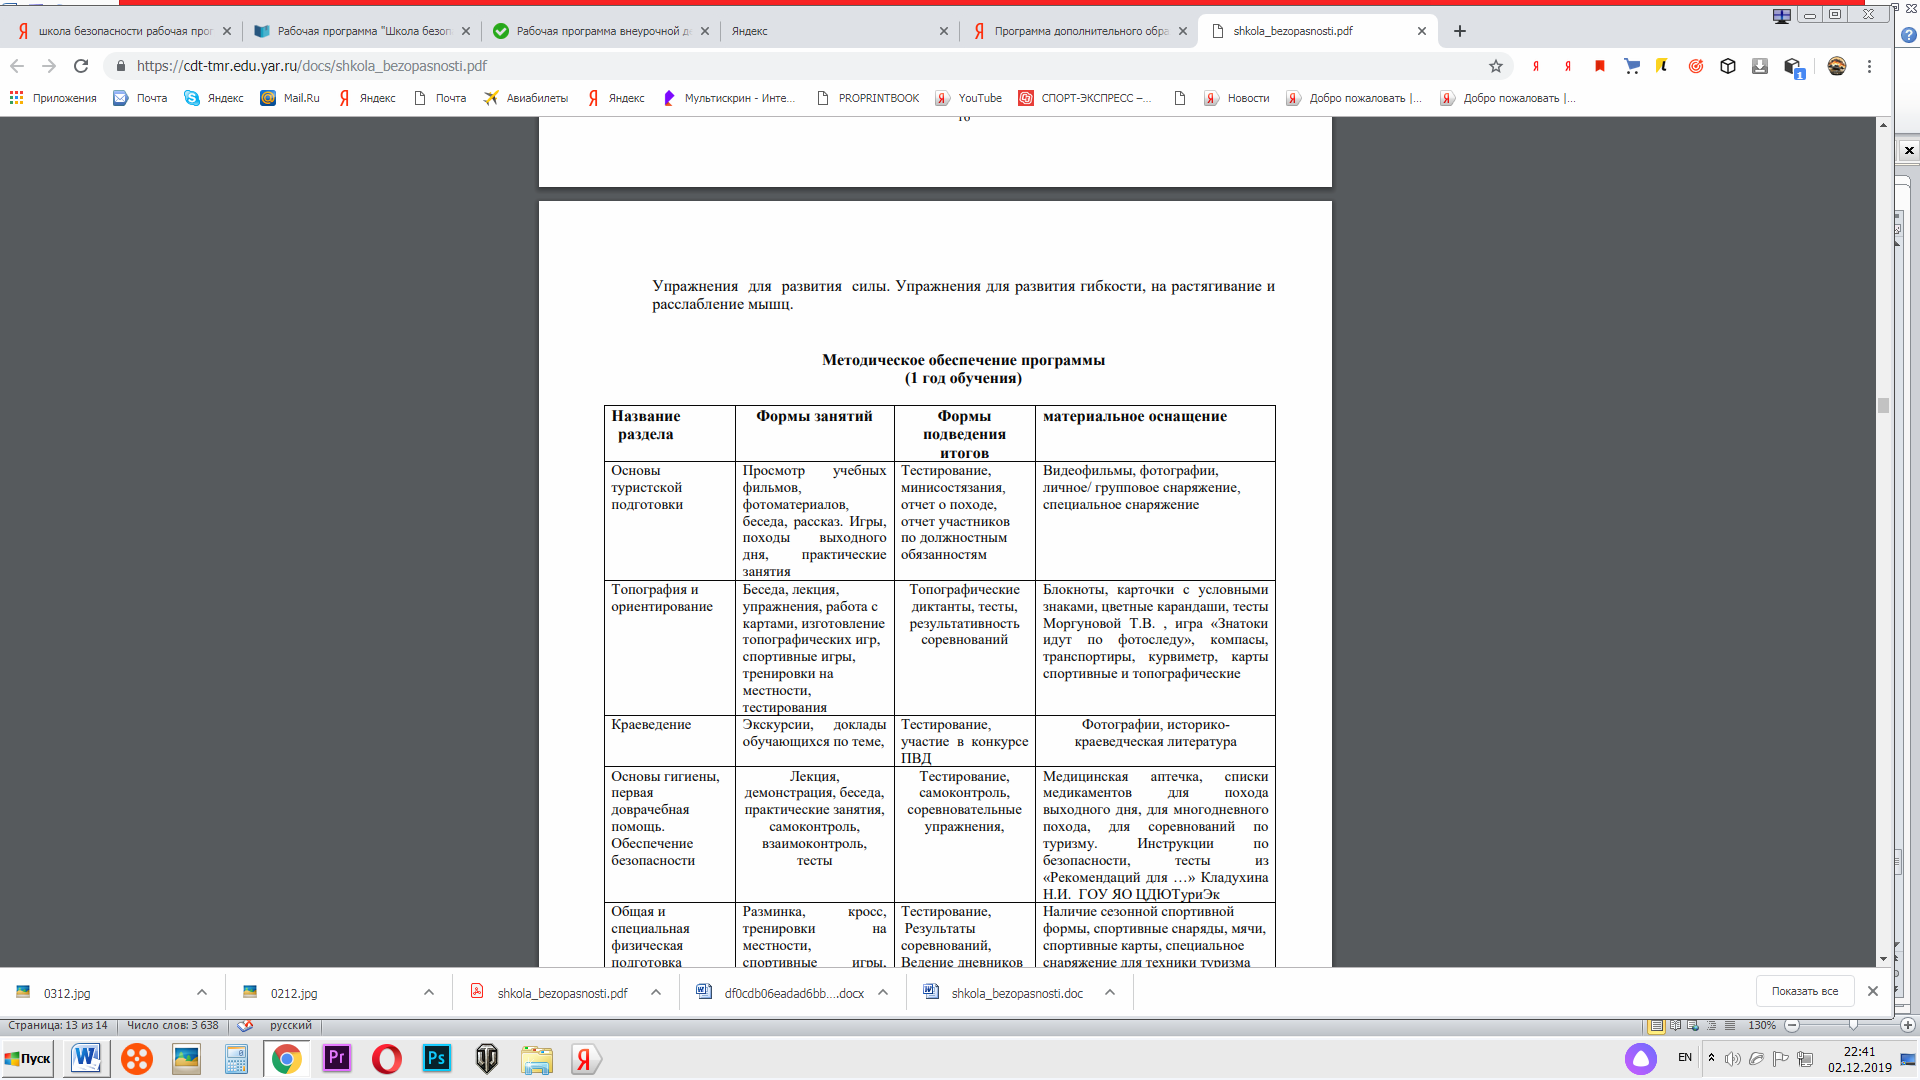 школа безопасности рабочая прог
Рабочая программа "Школа безоп
Рабочая программа внеурочной д
Яндекс
Программа дополнительного обра
shkola_bezopasnosti.pdf
https://cdt-tmr.edu.yar.ru/docs/shkola_bezopasnosti.pdf
1
Приложения
Почта
Яндекс
Mail.Ru
Яндекс
Почта
Авиабилеты
Яндекс
Мультискрин - Инте...
PROPRINTBOOK
YouTube
СПОРТ-ЭКСПРЕСС –...
Новости
Добро пожаловать |...
Добро пожаловать |...
16
Упражнения для развития силы. Упражнения для развития гибкости, на растягивание и
расслабление мышц.
Методическое обеспечение программы
(1 год обучения)
Название
раздела
Формы занятий
Формы
подведения
итогов
материальное оснащение
Основы
туристской
подготовки
Просмотр учебных
фильмов,
фотоматериалов,
беседа, рассказ. Игры,
походы выходного
дня, практические
занятия
Тестирование,
минисостязания,
отчет о походе,
отчет участников
по должностным
обязанностям
Видеофильмы, фотографии,
личное/ групповое снаряжение,
специальное снаряжение
Топография и
ориентирование
Беседа, лекция,
упражнения, работа с
картами, изготовление
топографических игр,
спортивные игры,
тренировки на
местности,
тестирования
Топографические
диктанты, тесты,
результативность
соревнований
Блокноты, карточки с условными
знаками, цветные карандаши, тесты
Моргуновой Т.В. , игра «Знатоки
идут по фотоследу», компасы,
транспортиры, курвиметр, карты
спортивные и топографические
Краеведение
Экскурсии, доклады
обучающихся по теме,
Тестирование,
участие в конкурсе
ПВД
Фотографии, историко-
краеведческая литература
Основы гигиены,
первая
доврачебная
помощь.
Обеспечение
безопасности
Лекция,
демонстрация, беседа,
практические занятия,
самоконтроль,
взаимоконтроль,
тесты
Тестирование,
самоконтроль,
соревновательные
упражнения,
Медицинская аптечка, списки
медикаментов для похода
выходного дня, для многодневного
похода, для соревнований по
туризму. Инструкции по
безопасности, тесты из
«Рекомендаций для …» Кладухина
Н.И. ГОУ ЯО ЦДЮТуриЭк
Общая и
специальная
физическая
подготовка
Разминка, кросс,
тренировки на
местности,
спортивные игры,
Тестирование,
Результаты
соревнований,
Ведение дневников
Наличие сезонной спортивной
формы, спортивные снаряды, мячи,
спортивные карты, специальное
снаряжение для техники туризма
0312.jpg
0212.jpg
shkola_bezopasnosti.pdf
df0cdb06eadad6bb....docx
shkola_bezopasnosti.doc
Показать все
Страница: 13 из 14
Число слов: 3 638
русский
130%
Пуск
EN
22:41
02.12.2019